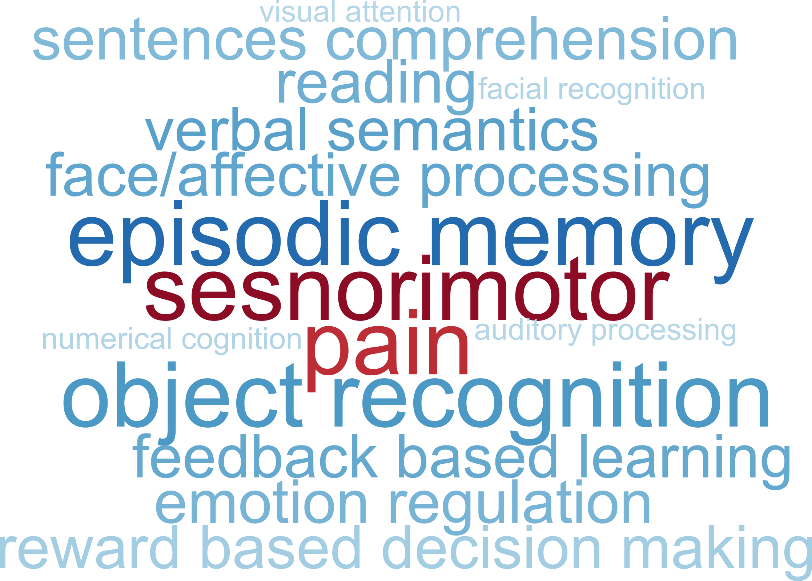 visual attention
sentences comprehension
reading
facial recognition
verbal semantics
face/affective processing
episodic memory
sesnorimotor
numerical cognition
pain
auditory processing
object recognition
feedback based learning
emotion regulation
reward based decision making